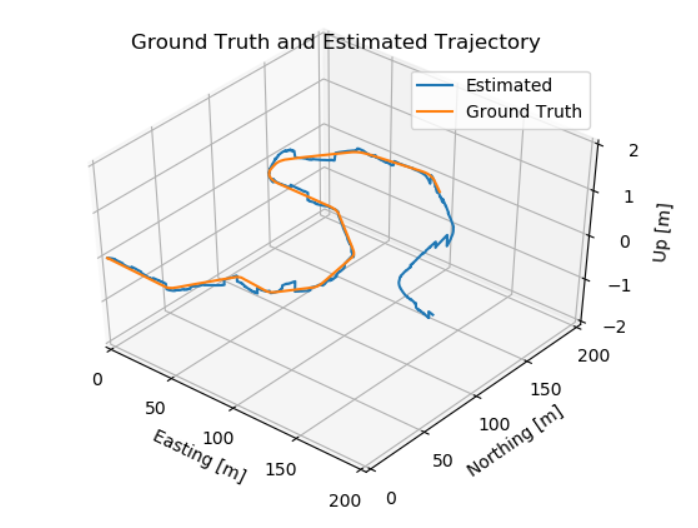 Ground Truth and Estimated Trajectory
Estimated
Ground Truth
2
1
0
−1
−2
Up [m]
200
150
100
50
0
Northing [m]
0
50
100
150
200
Easting [m]